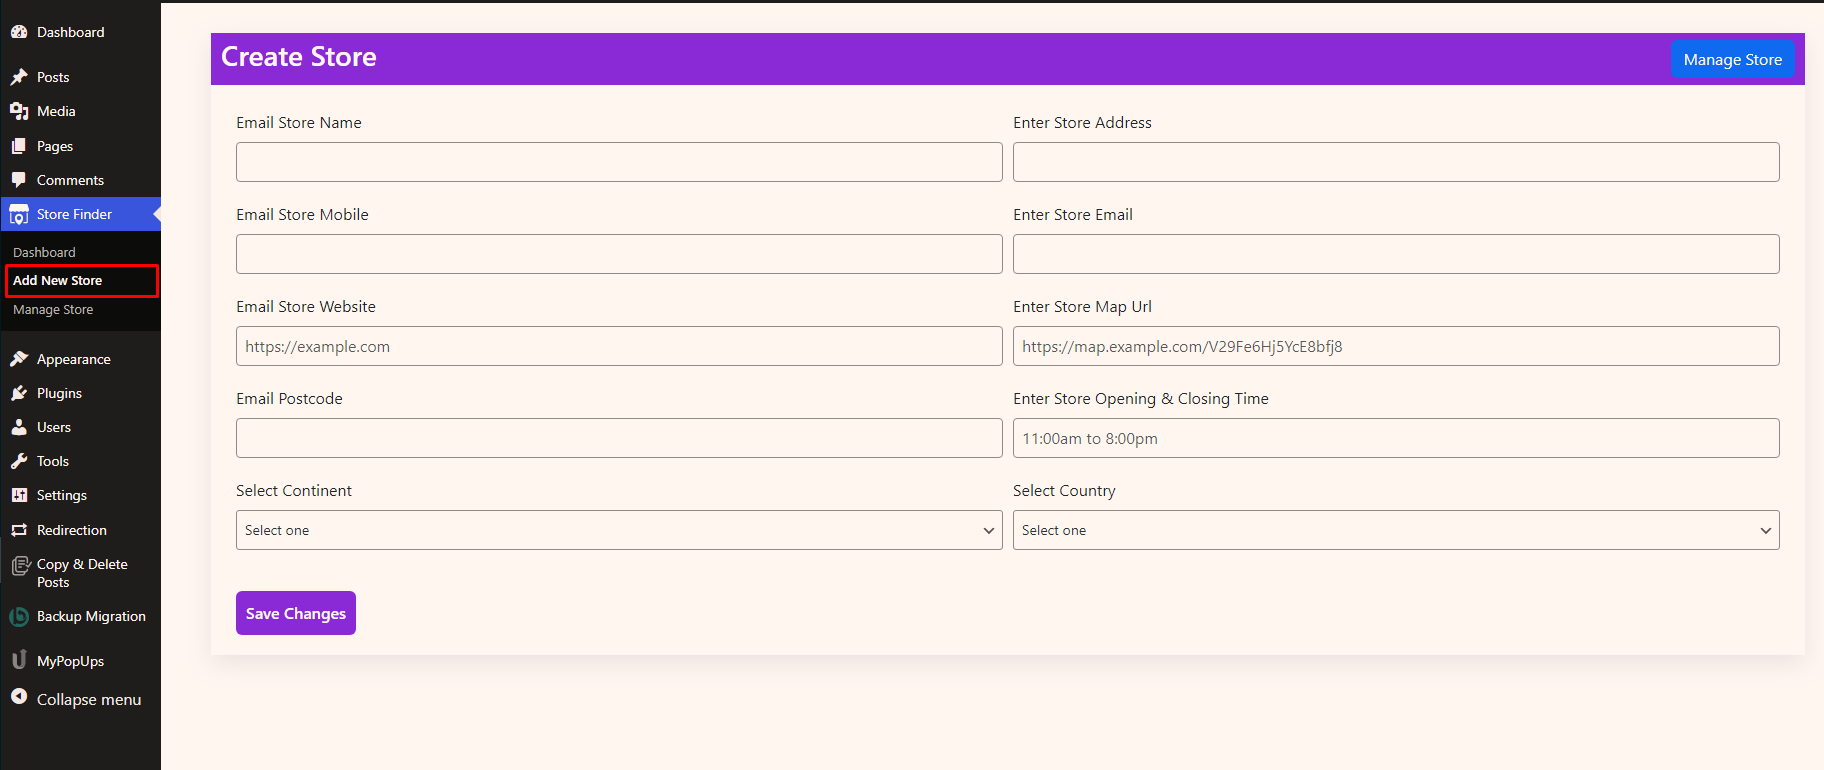 Dashboard
Posts
Media
Pages
Comments
Store Finder
Dashboard
Add New Store
Manage Store
Appearance
Plugins
Users
Tools
Settings
Redirection
Copy & Delete
Posts
Backup Migration
MyPopUps
Collapse menu
Create Store
Manage Store
Email Store Name
Enter Store Address
Email Store Mobile
Enter Store Email
Email Store Website
Enter Store Map Url
https://example.com
https://map.example.com/V29Fe6Hj5YcE8bfj8
Email Postcode
Enter Store Opening & Closing Time
11:00am to 8:00pm
Select Continent
Select Country
Select one
Select one
Save Changes